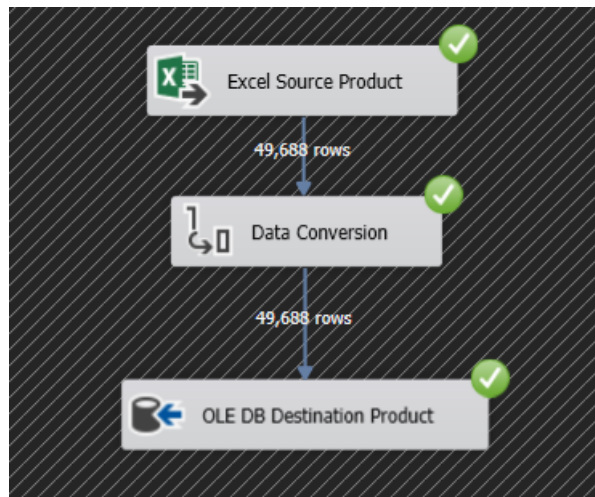 Excel Source Product
49,688 rows
Data Conversion
49,688 rows
OLE DB Destination Product